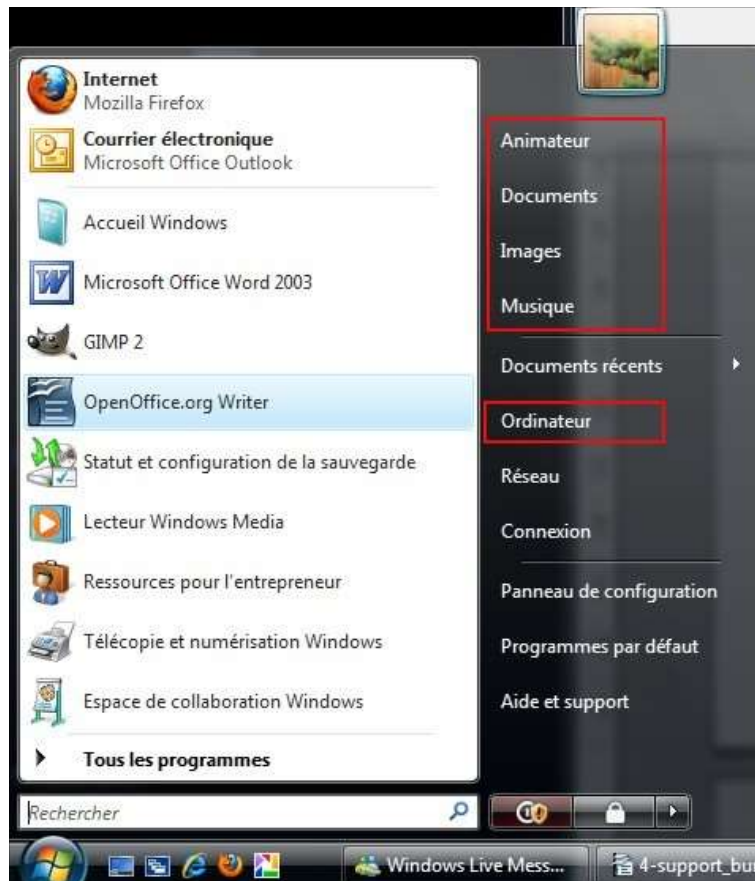 Internet
Mozilla Firefox
Courrier électronique
Microsoft Office Outlook
Accueil Windows
Microsoft Office Word 2003
GIMP 2
OpenOffice.org Writer
Statut et configuration de la sauvegarde
Lecteur Windows Media
Ressources pour l'entrepreneur
Télécopie et numérisation Windows
Espace de collaboration Windows
Tous les programmes
Rechercher
Animateur
Documents
Images
Musique
Documents récents
Ordinateur
Réseau
Connexion
Panneau de configuration
Programmes par défaut
Aide et support
Windows Live Mess...
4-support_bu